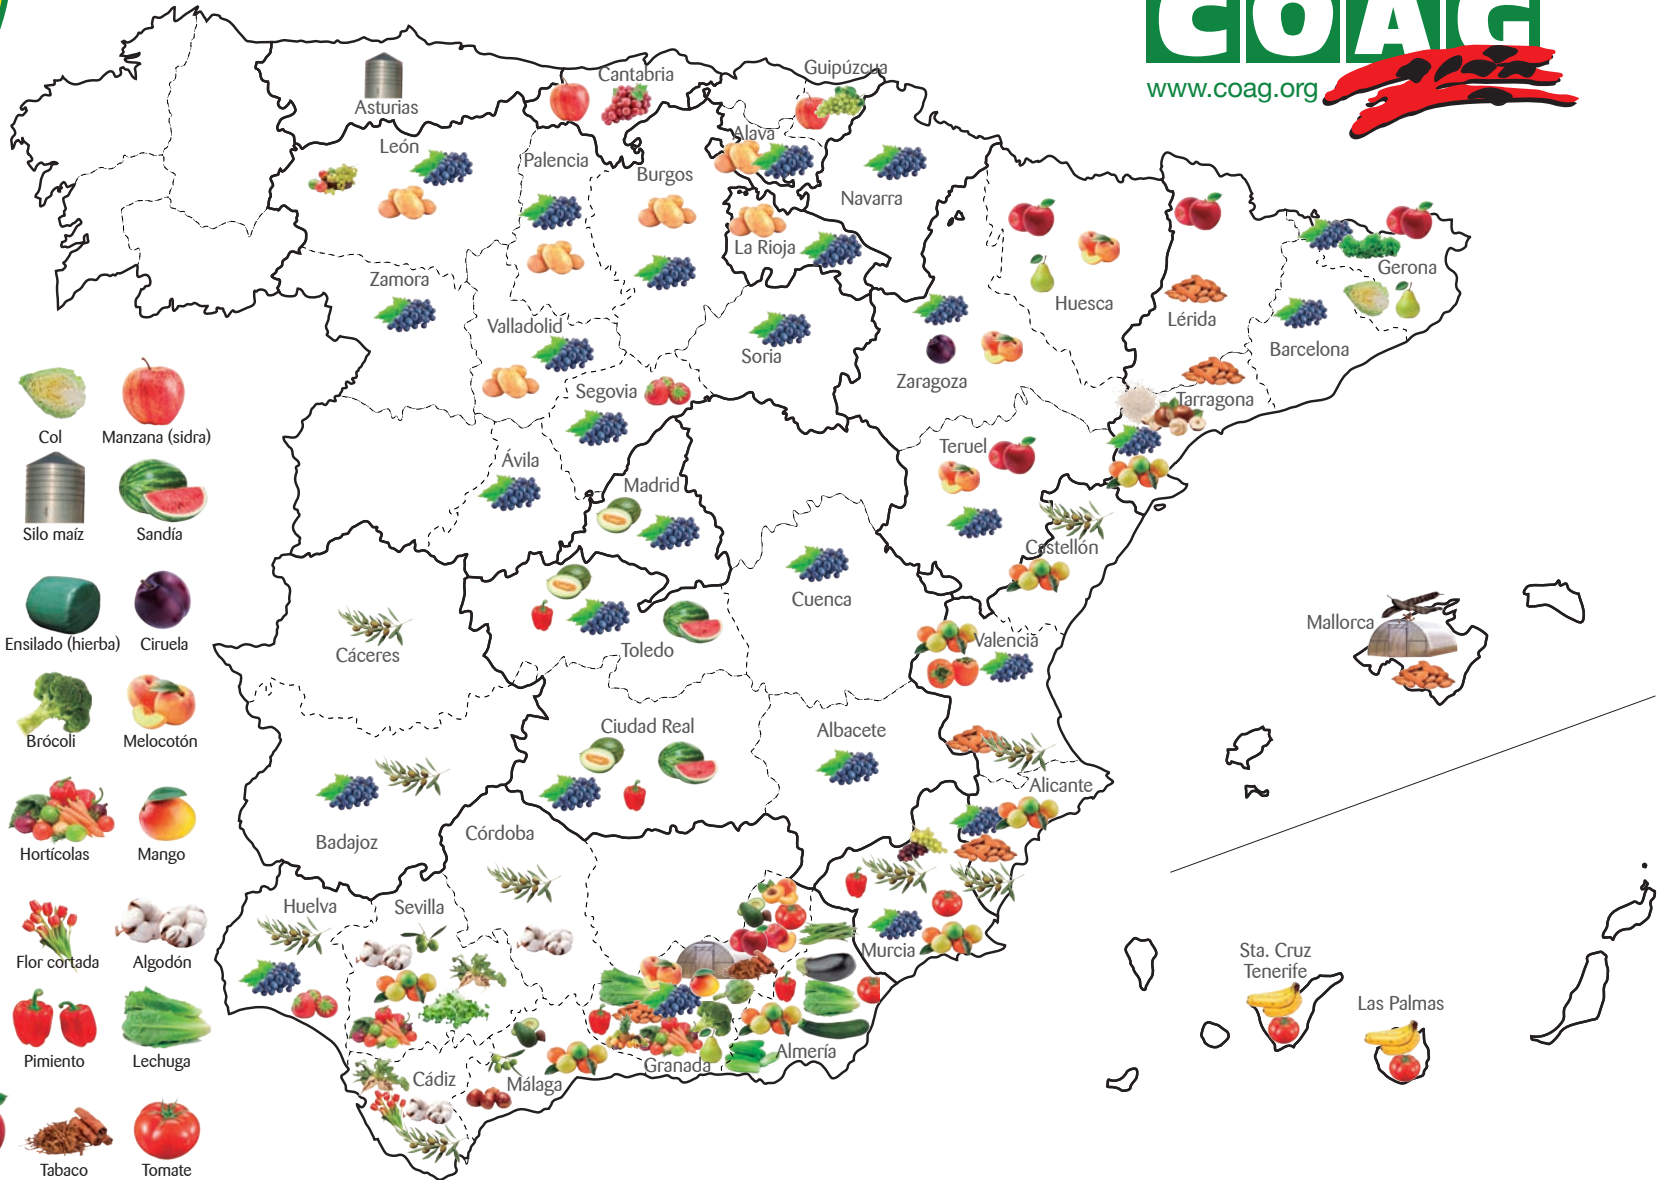 COAG
www.coag.org
Guipúzcua
Cantabria
Asturias
Alava
León
Palencia
Burgos
Navarra
La Rioja
Gerona
Zamora
Huesca
Lérida
Valladolid
Soria
Barcelona
Zaragoza
Segovia
Tarragona
Col
Manzana (sidra)
Teruel
Ávila
Madrid
Silo maíz
Sandía
Castellón
Cuenca
Mallorca
Ensilado (hierba)
Ciruela
Valencia
Toledo
Cáceres
Ciudad Real
Albacete
Brócoli
Melocotón
Alicante
Córdoba
Badajoz
Hortícolas
Mango
Huelva
Sevilla
Murcia
Sta. Cruz
Tenerife
Flor cortada
Algodón
Las Palmas
Almería
Pimiento
Lechuga
Granada
Cádiz
Málaga
Tabaco
Tomate